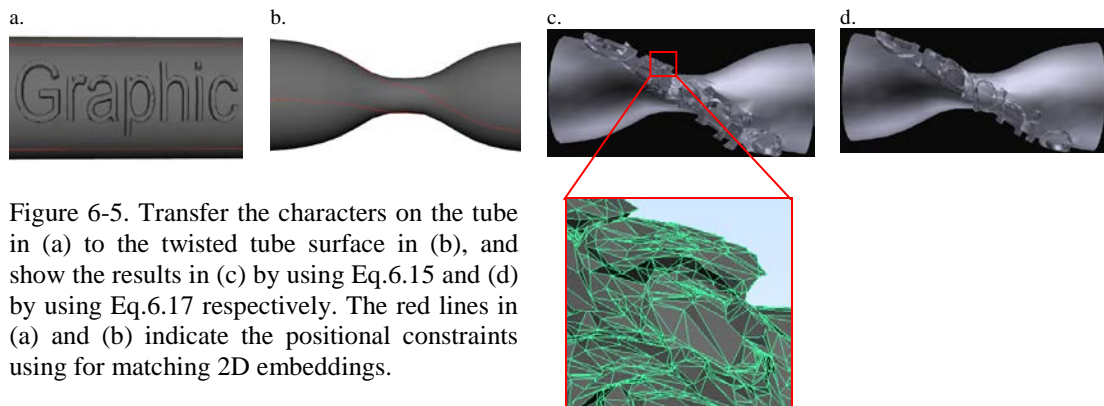 a.
b.
c.
d.
Graphic
Figure 6-5. Transfer the characters on the tube
in (a) to the twisted tube surface in (b), and
show the results in (c) by using Eq.6.15 and (d)
by using Eq.6.17 respectively. The red lines in
(a) and (b) indicate the positional constraints
using for matching 2D embeddings.